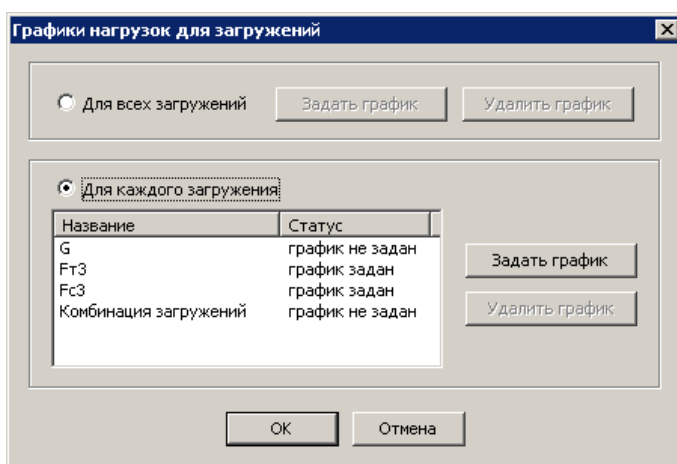 Графики нагрузок для загружений
Для всех загружений Задать график Удалить график
Для каждого загружения
Название Статус
G график не задан
Fт3 график задан
Fс3 график задан
Комбинация загружений график не задан
Задать график
Удалить график
OK Отмена